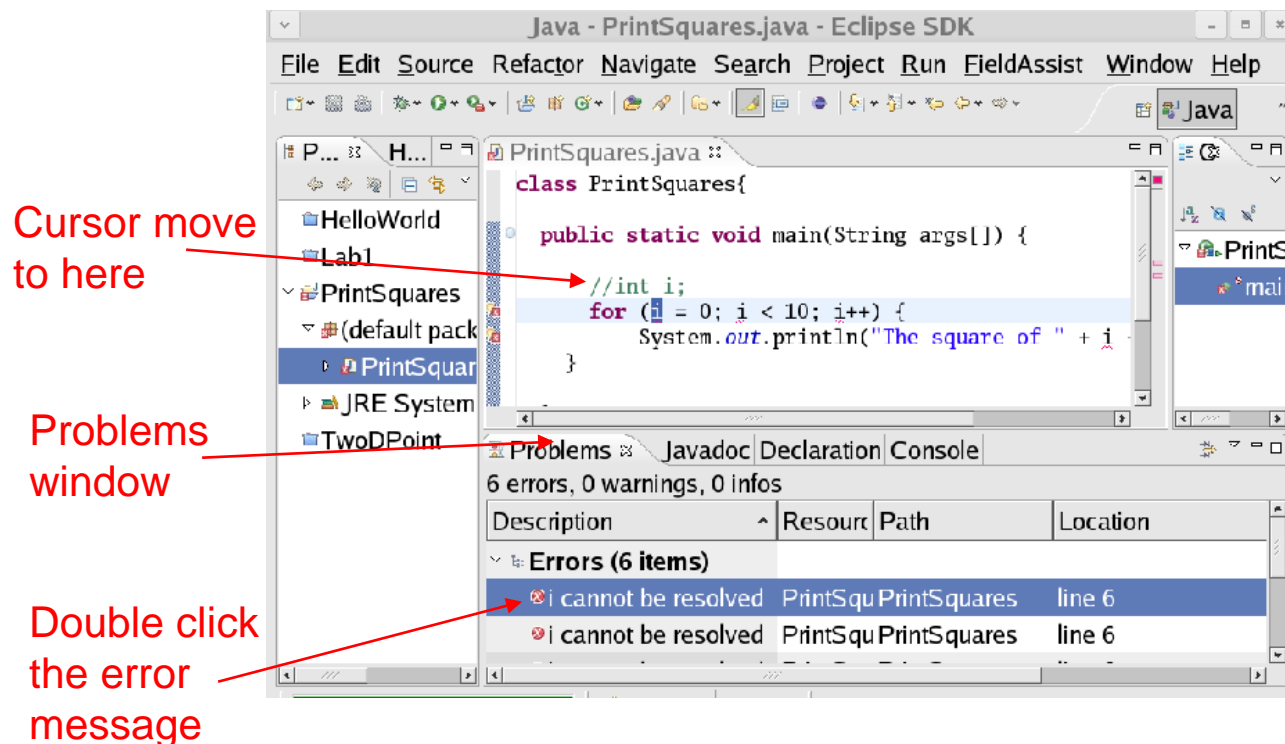 Java - PrintSquares.java - Eclipse SDK
File Edit Source Refactor Navigate Search Project Run FieldAssist Window Help
Java
P... H...
PrintSquares.java
HelloWorld
Lab1
PrintSquares
(default pack
PrintSquar
JRE System
TwoDPoint
class PrintSquares{
public static void main(String args[]) {
//int i;
for (i = 0; i < 10; i++) {
System.out.println("The square of " + i
}
PrintS
mai
Problems Javadoc Declaration Console
6 errors, 0 warnings, 0 infos
Description Resourc Path Location
Errors (6 items)
i cannot be resolved PrintSqu PrintSquares line 6
i cannot be resolved PrintSqu PrintSquares line 6
Cursor move
to here
Problems
window
Double click
the error
message